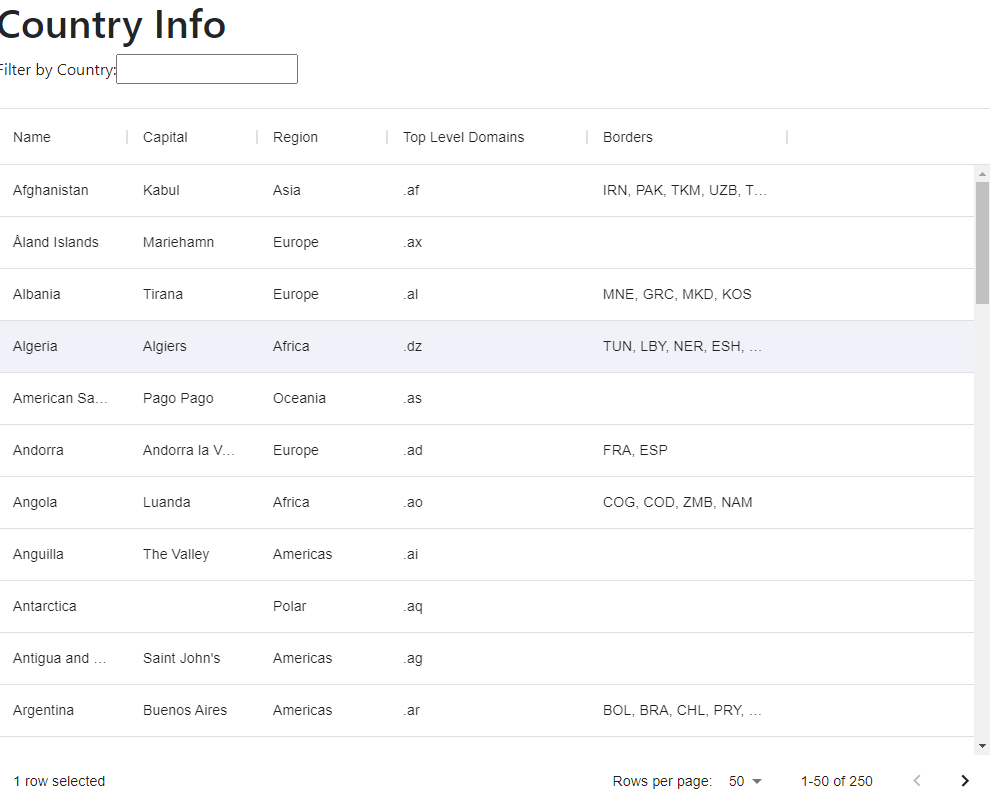 Country Info
Filter by Country:
Name Capital Region Top Level Domains Borders
Afghanistan Kabul Asia .af IRN, PAK, TKM, UZB, T...
Åland Islands Mariehamn Europe .ax
Albania Tirana Europe .al MNE, GRC, MKD, KOS
Algeria Algiers Africa .dz TUN, LBY, NER, ESH, ...
American Sa... Pago Pago Oceania .as
Andorra Andorra la V... Europe .ad FRA, ESP
Angola Luanda Africa .ao COG, COD, ZMB, NAM
Anguilla The Valley Americas .ai
Antarctica Polar .aq
Antigua and ... Saint John's Americas .ag
Argentina Buenos Aires Americas .ar BOL, BRA, CHL, PRY, ...
1 row selected Rows per page: 50 1-50 of 250